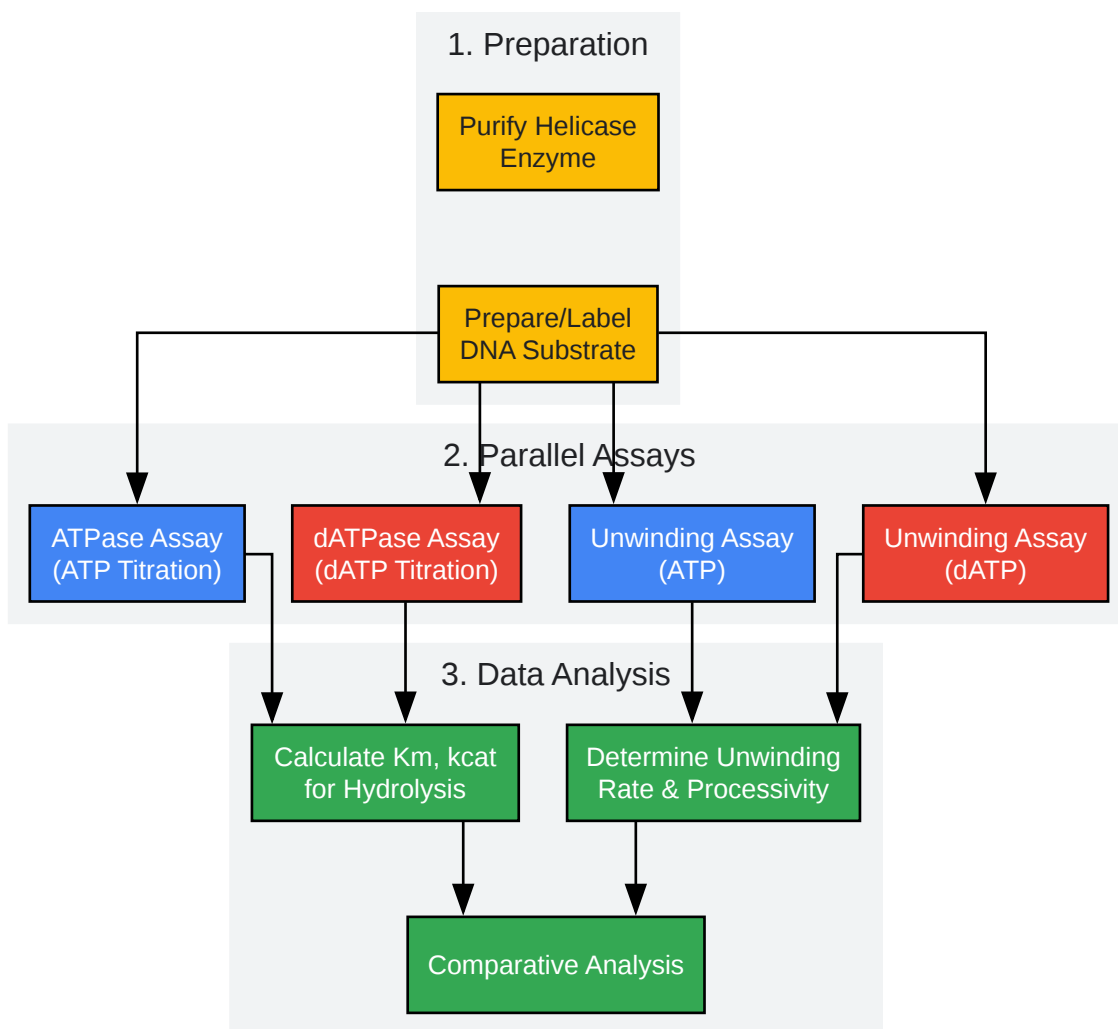 1. Preparation
Purify Helicase
Enzyme
Prepare/Label
DNA Substrate
2. Parallel Assays
ATPase Assay
(ATP Titration)
dATPase Assay
(dATP Titration)
Unwinding Assay
(ATP)
Unwinding Assay
(dATP)
3. Data Analysis
Calculate Km, kcat
for Hydrolysis
Determine Unwinding
Rate & Processivity
Comparative Analysis